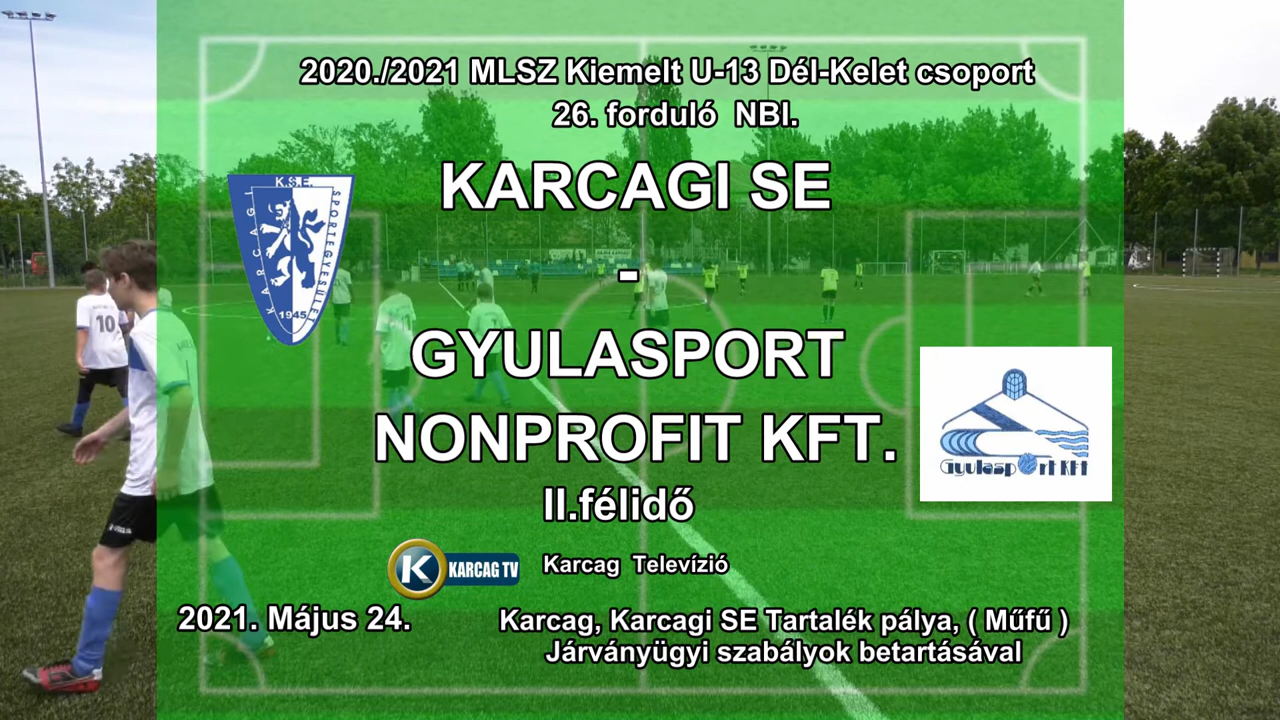 2020./2021 MLSZ Kiemelt U-13 Dél-Kelet csoport
26. forduló NBI.
KARCAGI SE
-
GYULASPORT
NONPROFIT KFT.
II.félidő
K.S.E.
KARCAGI
SPORTEGYESÜLET
1945
10
Gyulasport Kft
K
KARCAG TV
Karcag Televízió
2021. Május 24.
Karcag, Karcagi SE Tartalék pálya, ( Műfű )
Járványügyi szabályok betartásával